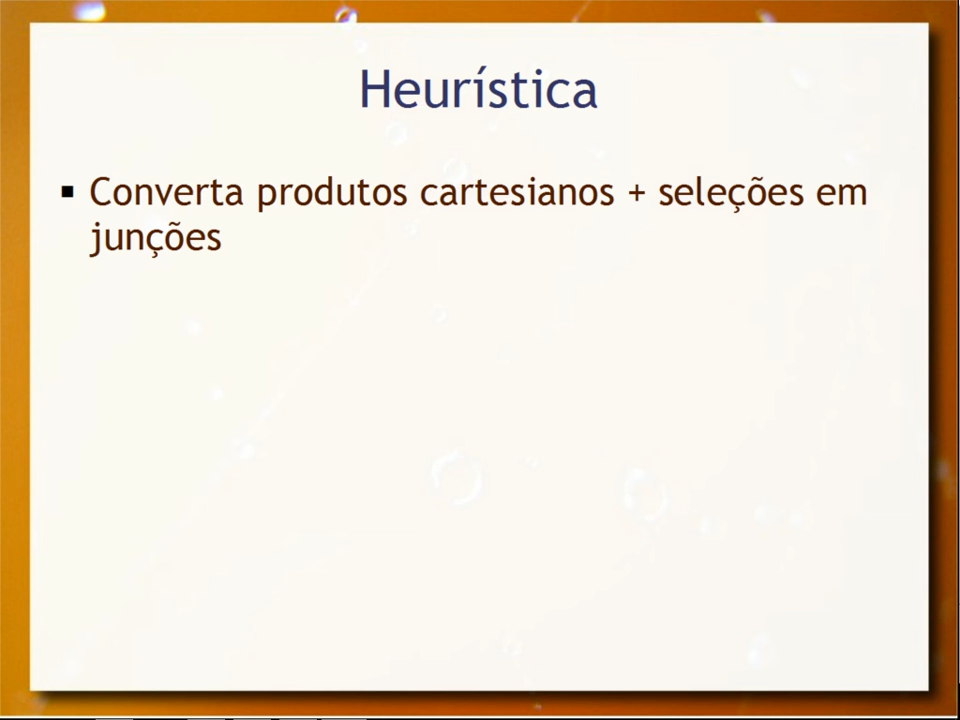 Heurística
▪ Converta produtos cartesianos + seleções em
junções